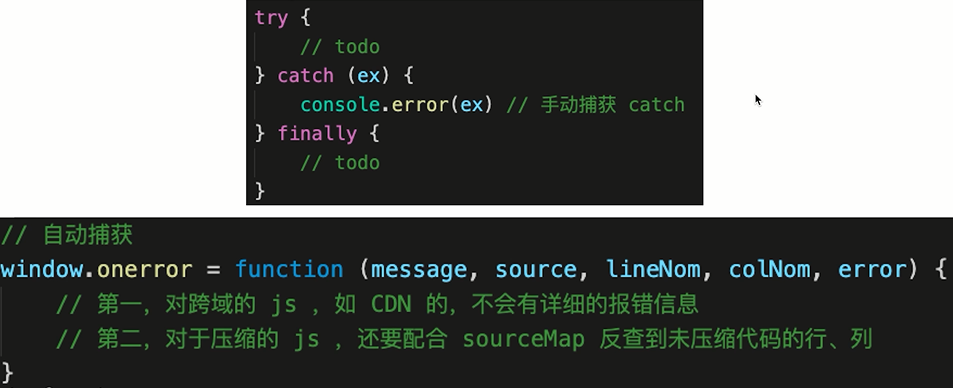 try {
// todo
} catch (ex) {
console.error(ex) // 手动捕获 catch
} finally {
// todo
}
// 自动捕获
window.onerror = function (message, source, lineNom, colNom, error) {
// 第一，对跨域的 js ，如 CDN 的，不会有详细的报错信息
// 第二，对于压缩的 js ，还要配合 sourceMap 反查到未压缩代码的行、列
}